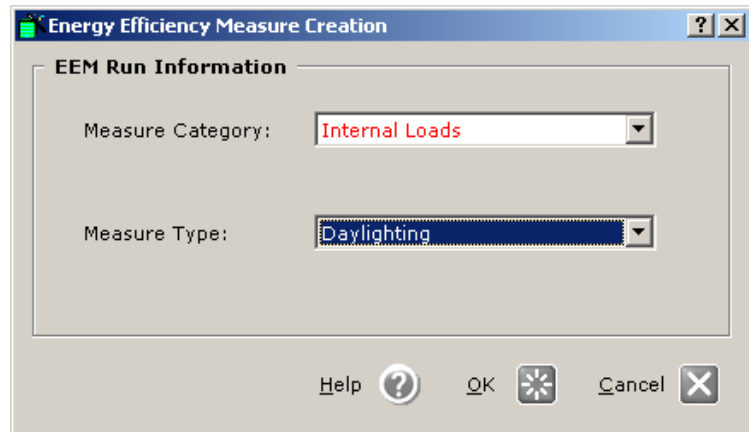 Energy Efficiency Measure Creation
EEM Run Information
Measure Category: Internal Loads
Measure Type: Daylighting
Help ? OK Cancel